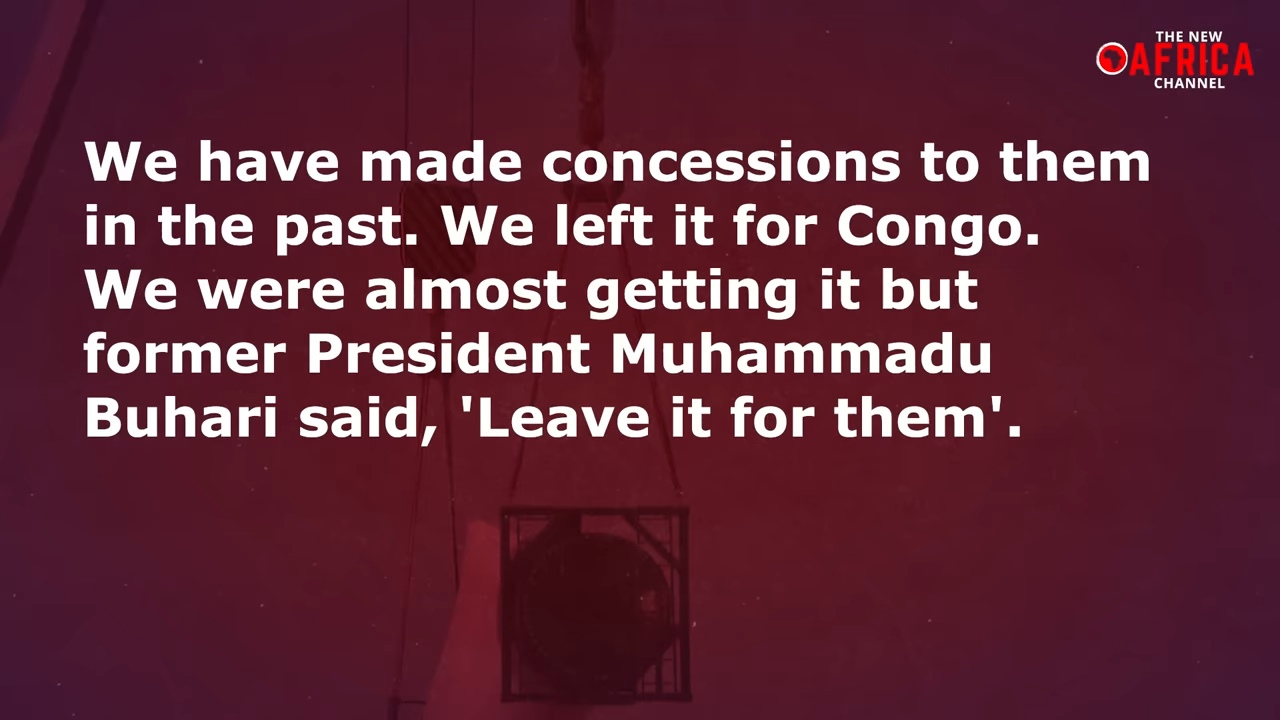 THE NEW
AFRICA
CHANNEL
We have made concessions to them
in the past. We left it for Congo.
We were almost getting it but
former President Muhammadu
Buhari said, 'Leave it for them'.